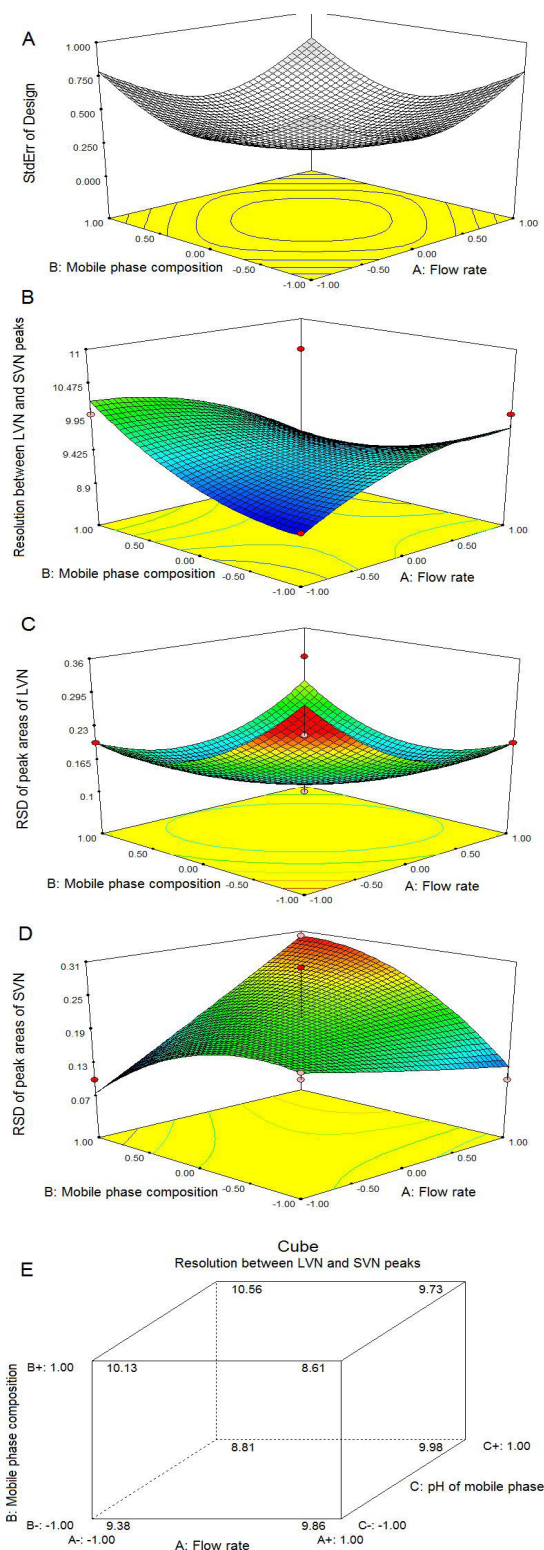 A
StdErr of Design
1.000
0.750
0.500
0.250
0.000
1.00
0.50
0.00
-0.50
-1.00
-1.00
-0.50
0.00
0.50
1.00
B: Mobile phase composition
A: Flow rate
B
Resolution between LVN and SVN peaks
11
10.475
9.95
9.425
8.9
1.00
0.50
0.00
-0.50
-1.00
-1.00
-0.50
0.00
0.50
1.00
B: Mobile phase composition
A: Flow rate
C
RSD of peak areas of LVN
0.36
0.295
0.23
0.165
0.1
1.00
0.50
0.00
-0.50
-1.00
-1.00
-0.50
0.00
0.50
1.00
B: Mobile phase composition
A: Flow rate
D
RSD of peak areas of SVN
0.31
0.25
0.19
0.13
0.07
1.00
0.50
0.00
-0.50
-1.00
-1.00
-0.50
0.00
0.50
1.00
B: Mobile phase composition
A: Flow rate
E
Cube
Resolution between LVN and SVN peaks
10.56
9.73
B+: 1.00
10.13
8.61
B: Mobile phase composition
8.81
9.98
C+: 1.00
C: pH of mobile phase
B-: -1.00
9.38
9.86
C-: -1.00
A-: -1.00
A+: 1.00
A: Flow rate